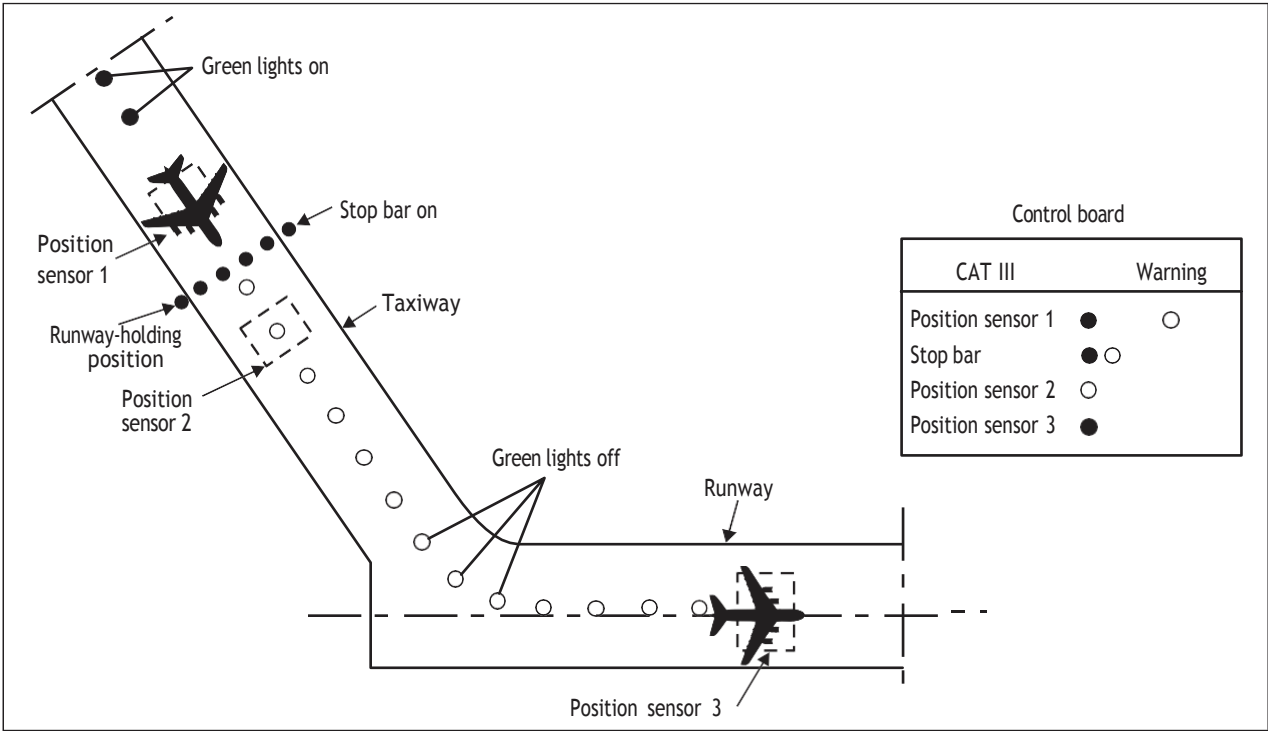 Green lights on
Stop bar on
Position
sensor 1
Taxiway
Runway-holding
position
Position
sensor 2
Green lights off
Runway
Position sensor 3
Control board
CAT III Warning
Position sensor 1
Stop bar
Position sensor 2
Position sensor 3